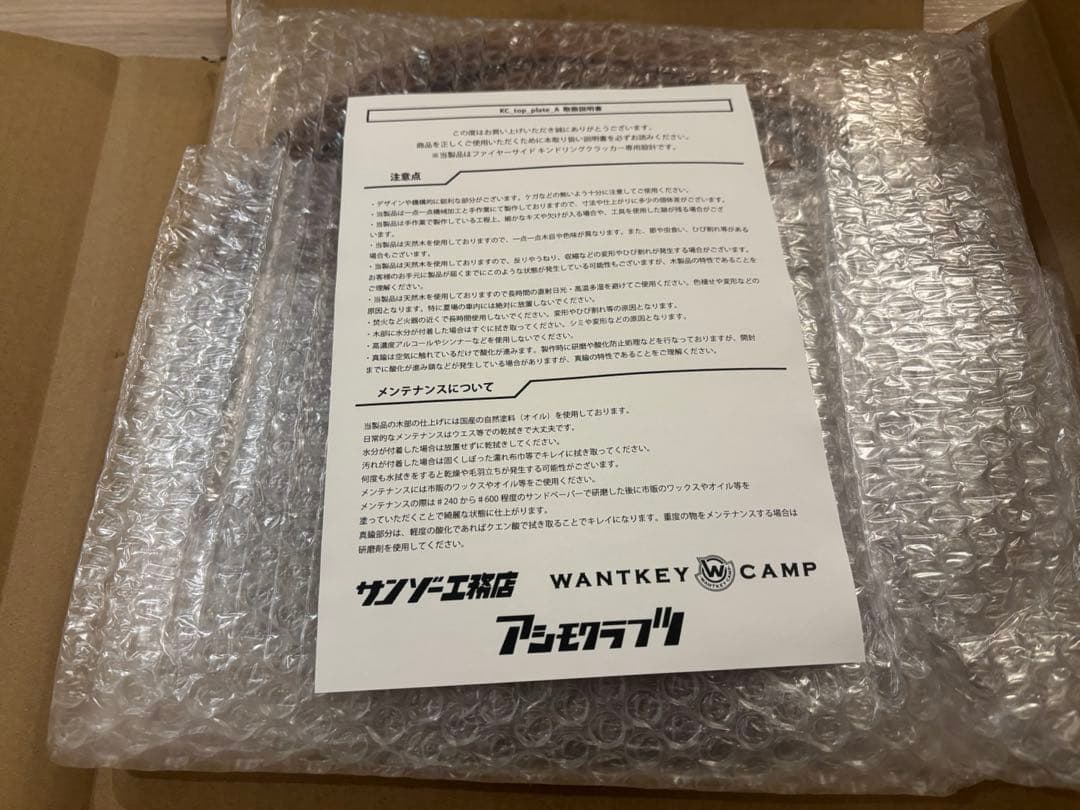 KC_top_plate_A 取扱説明書
この度はお買い上げいただき誠にありがとうございます。
商品を正しくご使用いただくために本取り扱い説明書を必ずお読みください。
※当製品はファイヤーサイド キンドリングクラッカー専用設計です。
注意点
・デザインや機構的に鋭利な部分がございます。ケガなどの無いよう十分に注意してご使用ください。
・当製品は一点一点機械加工と手作業にて製作しておりますので、寸法や仕上がりに多少の個体差がございます。
・当製品は手作業で製作している工程上、細かなキズや欠けが入る場合や、工具を使用した跡が残る場合がござ
います。
・当製品は天然木を使用しておりますので、一点一点木目や色味が異なります。また、節や虫食い、ひび割れ等がある
場合もございます。
・当製品は天然木を使用しておりますので、反りやうねり、収縮などの変形やひび割れが発生する場合がございます。
お客様のお手元に製品が届くまでにこのような状態が発生している可能性もございますが、木製品の特性であることを
ご理解ください。
・当製品は天然木を使用しておりますので長時間の直射日光・高温多湿を避けてご使用ください。色褪せや変形などの
原因となります。特に夏場の車内には絶対に放置しないでください。
・焚火など火器の近くで長時間使用しないでください。変形やひび割れ等の原因となります。
・木部に水分が付着した場合はすぐに拭き取ってください。シミや変形などの原因となります。
・高濃度アルコールやシンナーなどを使用しないでください。
・真鍮は空気に触れているだけで酸化が進みます。製作時に研磨や酸化防止処理などを行なっておりますが、開封
までに酸化が進み錆などが発生している場合がありますが、真鍮の特性であることをご理解ください。
メンテナンスについて
当製品の木部の仕上げには国産の自然塗料（オイル）を使用しております。
日常的なメンテナンスはウエス等での乾拭きで大丈夫です。
水分が付着した場合は放置せずに乾拭きしてください。
汚れが付着した場合は固くしぼった濡れ布巾等でキレイに拭き取ってください。
何度も水拭きをすると乾燥や毛羽立ちが発生する可能性がございます。
メンテナンスには市販のワックスやオイル等をご使用ください。
メンテナンスの際は＃240から＃600程度のサンドペーパーで研磨した後に市販のワックスやオイル等を
塗っていただくことで綺麗な状態に仕上がります。
真鍮部分は、軽度の酸化であればクエン酸で拭き取ることでキレイになります。重度の物をメンテナンスする場合は
研磨剤を使用してください。
サンゾー工務店
WANTKEY W WANTKEY CAMP CAMP
アシモクラフツ